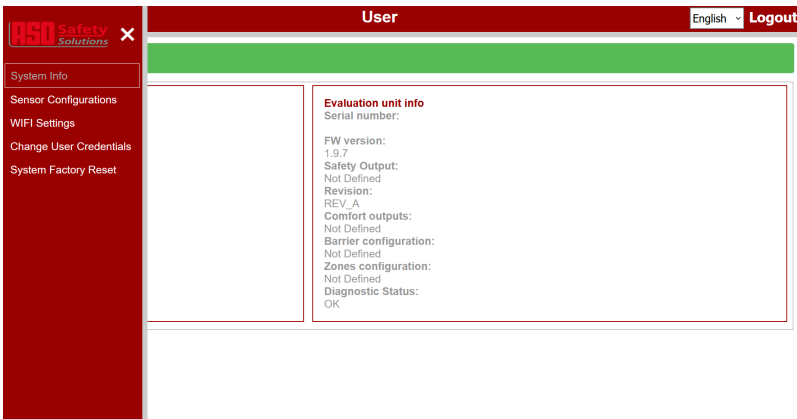 ASO Safety
Solutions
×
User
English
Logout
System Info
Sensor Configurations
WIFI Settings
Change User Credentials
System Factory Reset
Evaluation unit info
Serial number:
FW version:
1.9.7
Safety Output:
Not Defined
Revision:
REV_A
Comfort outputs:
Not Defined
Barrier configuration:
Not Defined
Zones configuration:
Not Defined
Diagnostic Status:
OK